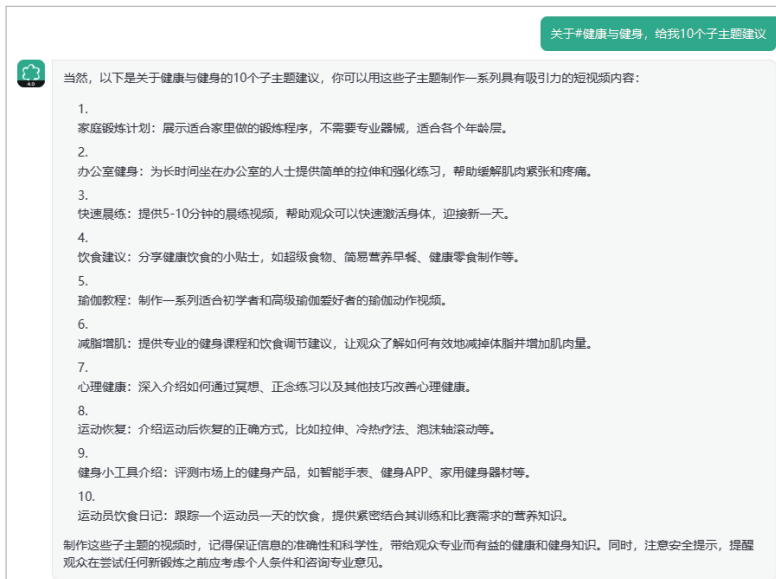 关于#健康与健身，给我10个子主题建议
4.0
当然，以下是关于健康与健身的10个子主题建议，你可以用这些子主题制作一系列具有吸引力的短视频内容：
1.
家庭锻炼计划：展示适合家里做的锻炼程序，不需要专业器械，适合各个年龄层。
2.
办公室健身：为长时间坐在办公室的人士提供简单的拉伸和强化练习，帮助缓解肌肉紧张和疼痛。
3.
快速晨练：提供5-10分钟的晨练视频，帮助观众可以快速激活身体，迎接新一天。
4.
饮食建议：分享健康饮食的小贴士，如超级食物、简易营养早餐、健康零食制作等。
5.
瑜伽教程：制作一系列适合初学者和高级瑜伽爱好者的瑜伽动作视频。
6.
减脂增肌：提供专业的健身课程和饮食调节建议，让观众了解如何有效地减掉体脂并增加肌肉量。
7.
心理健康：深入介绍如何通过冥想、正念练习以及其他技巧改善心理健康。
8.
运动恢复：介绍运动后恢复的正确方式，比如拉伸、冷热疗法、泡沫轴滚动等。
9.
健身小工具介绍：评测市场上的健身产品，如智能手表、健身APP、家用健身器材等。
10.
运动员饮食日记：跟踪一个运动员一天的饮食，提供紧密结合其训练和比赛需求的营养知识。
制作这些子主题的视频时，记得保证信息的准确性和科学性，带给观众专业而有益的健康和健身知识。同时，注意安全提示，提醒
观众在尝试任何新锻炼之前应考虑个人条件和咨询专业意见。